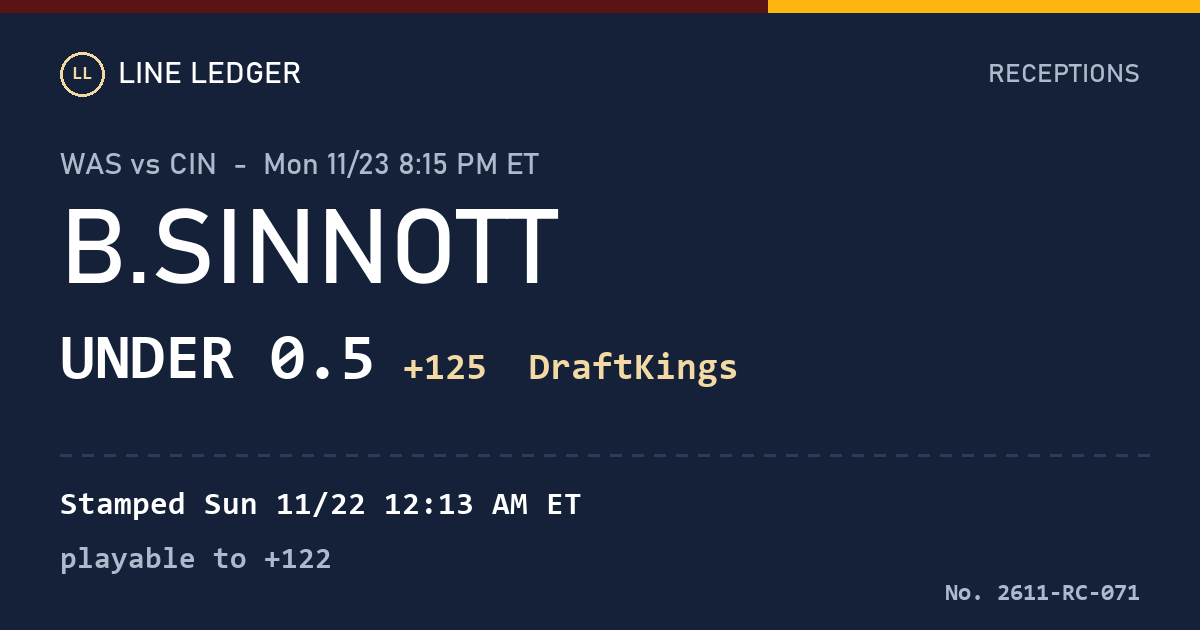 LL LINE LEDGER
RECEPTIONS
WAS vs CIN - Mon 11/23 8:15 PM ET
B.SINNOTT
UNDER 0.5 +125 DraftKings
Stamped Sun 11/22 12:13 AM ET
playable to +122
No. 2611-RC-071